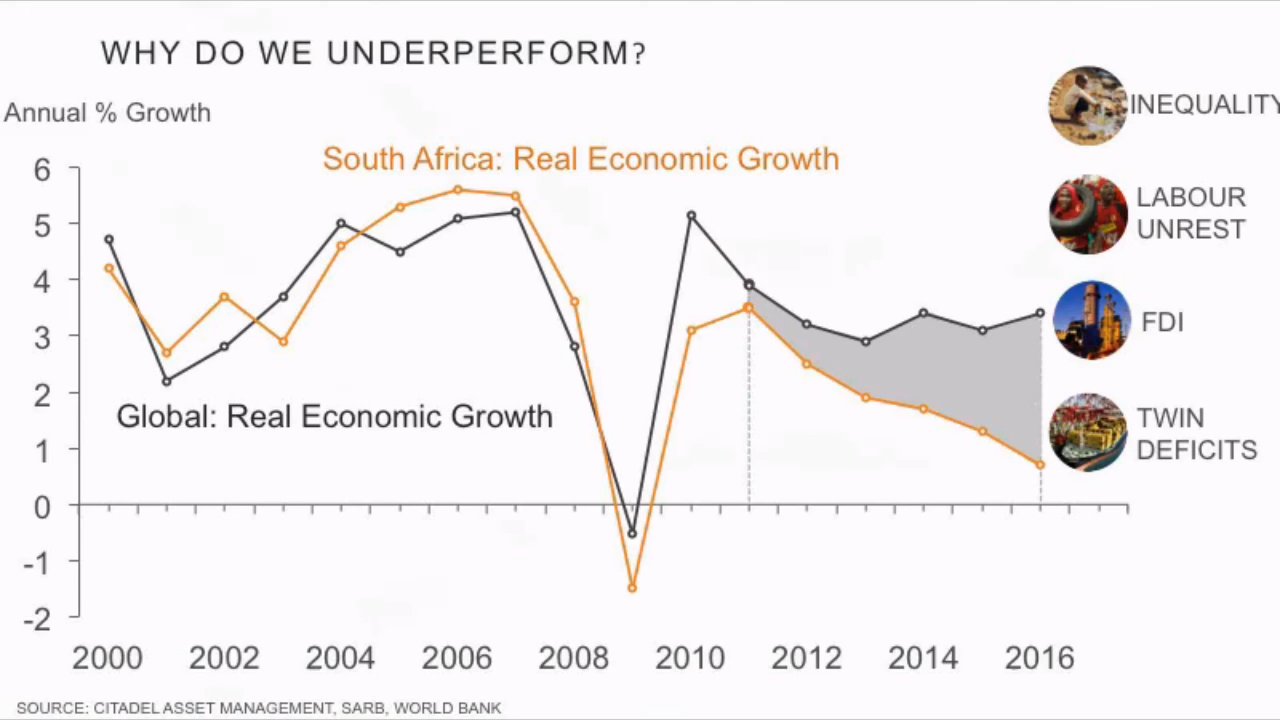 WHY DO WE UNDERPERFORM?
Annual % Growth
South Africa: Real Economic Growth
Global: Real Economic Growth
6
5
4
3
2
1
0
-1
-2
2000 2002 2004 2006 2008 2010 2012 2014 2016
INEQUALITY
LABOUR
UNREST
FDI
TWIN
DEFICITS
SOURCE: CITADEL ASSET MANAGEMENT, SARB, WORLD BANK